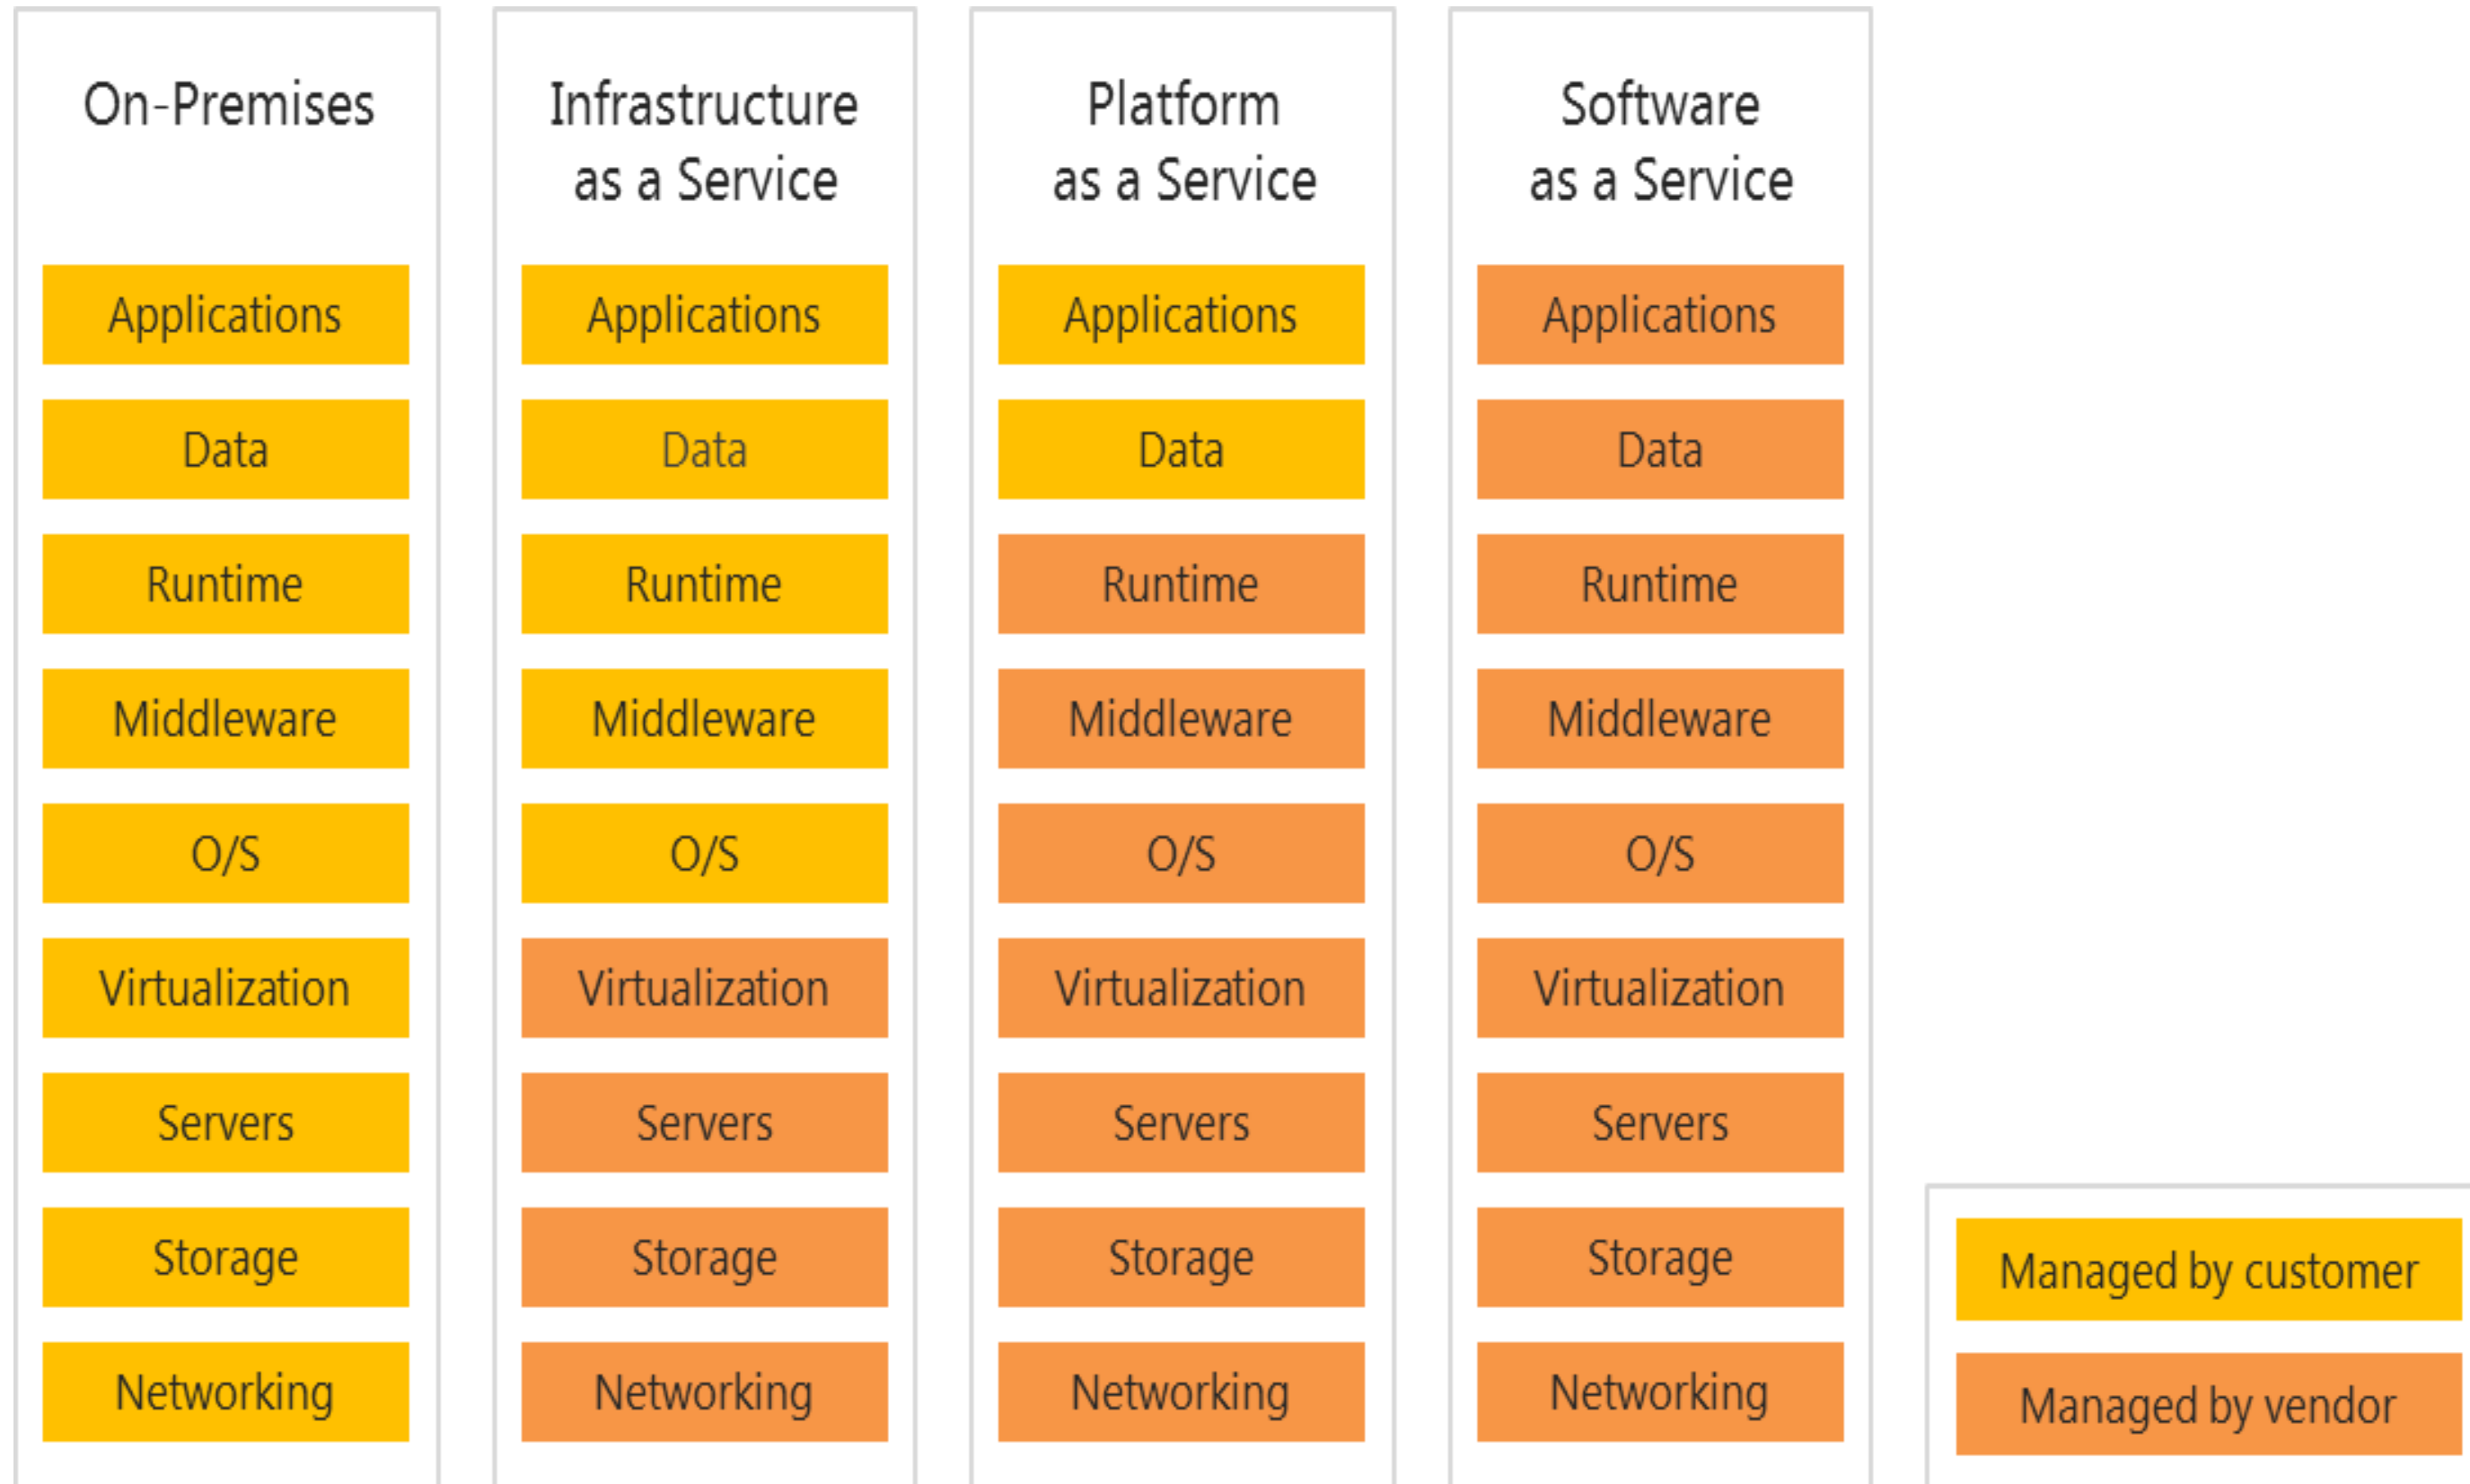 On-Premises
Applications
Data
Runtime
Middleware
O/S
Virtualization
Servers
Storage
Networking
Infrastructure
as a Service
Applications
Data
Runtime
Middleware
O/S
Virtualization
Servers
Storage
Networking
Platform
as a Service
Applications
Data
Runtime
Middleware
O/S
Virtualization
Servers
Storage
Networking
Software
as a Service
Applications
Data
Runtime
Middleware
O/S
Virtualization
Servers
Storage
Networking
Managed by customer
Managed by vendor